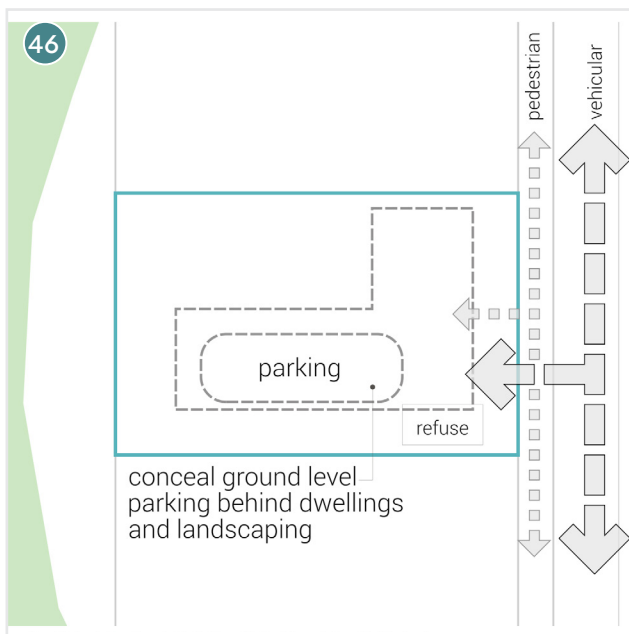 46
pedestrian
vehicular
parking
refuse
conceal ground level
parking behind dwellings
and landscaping